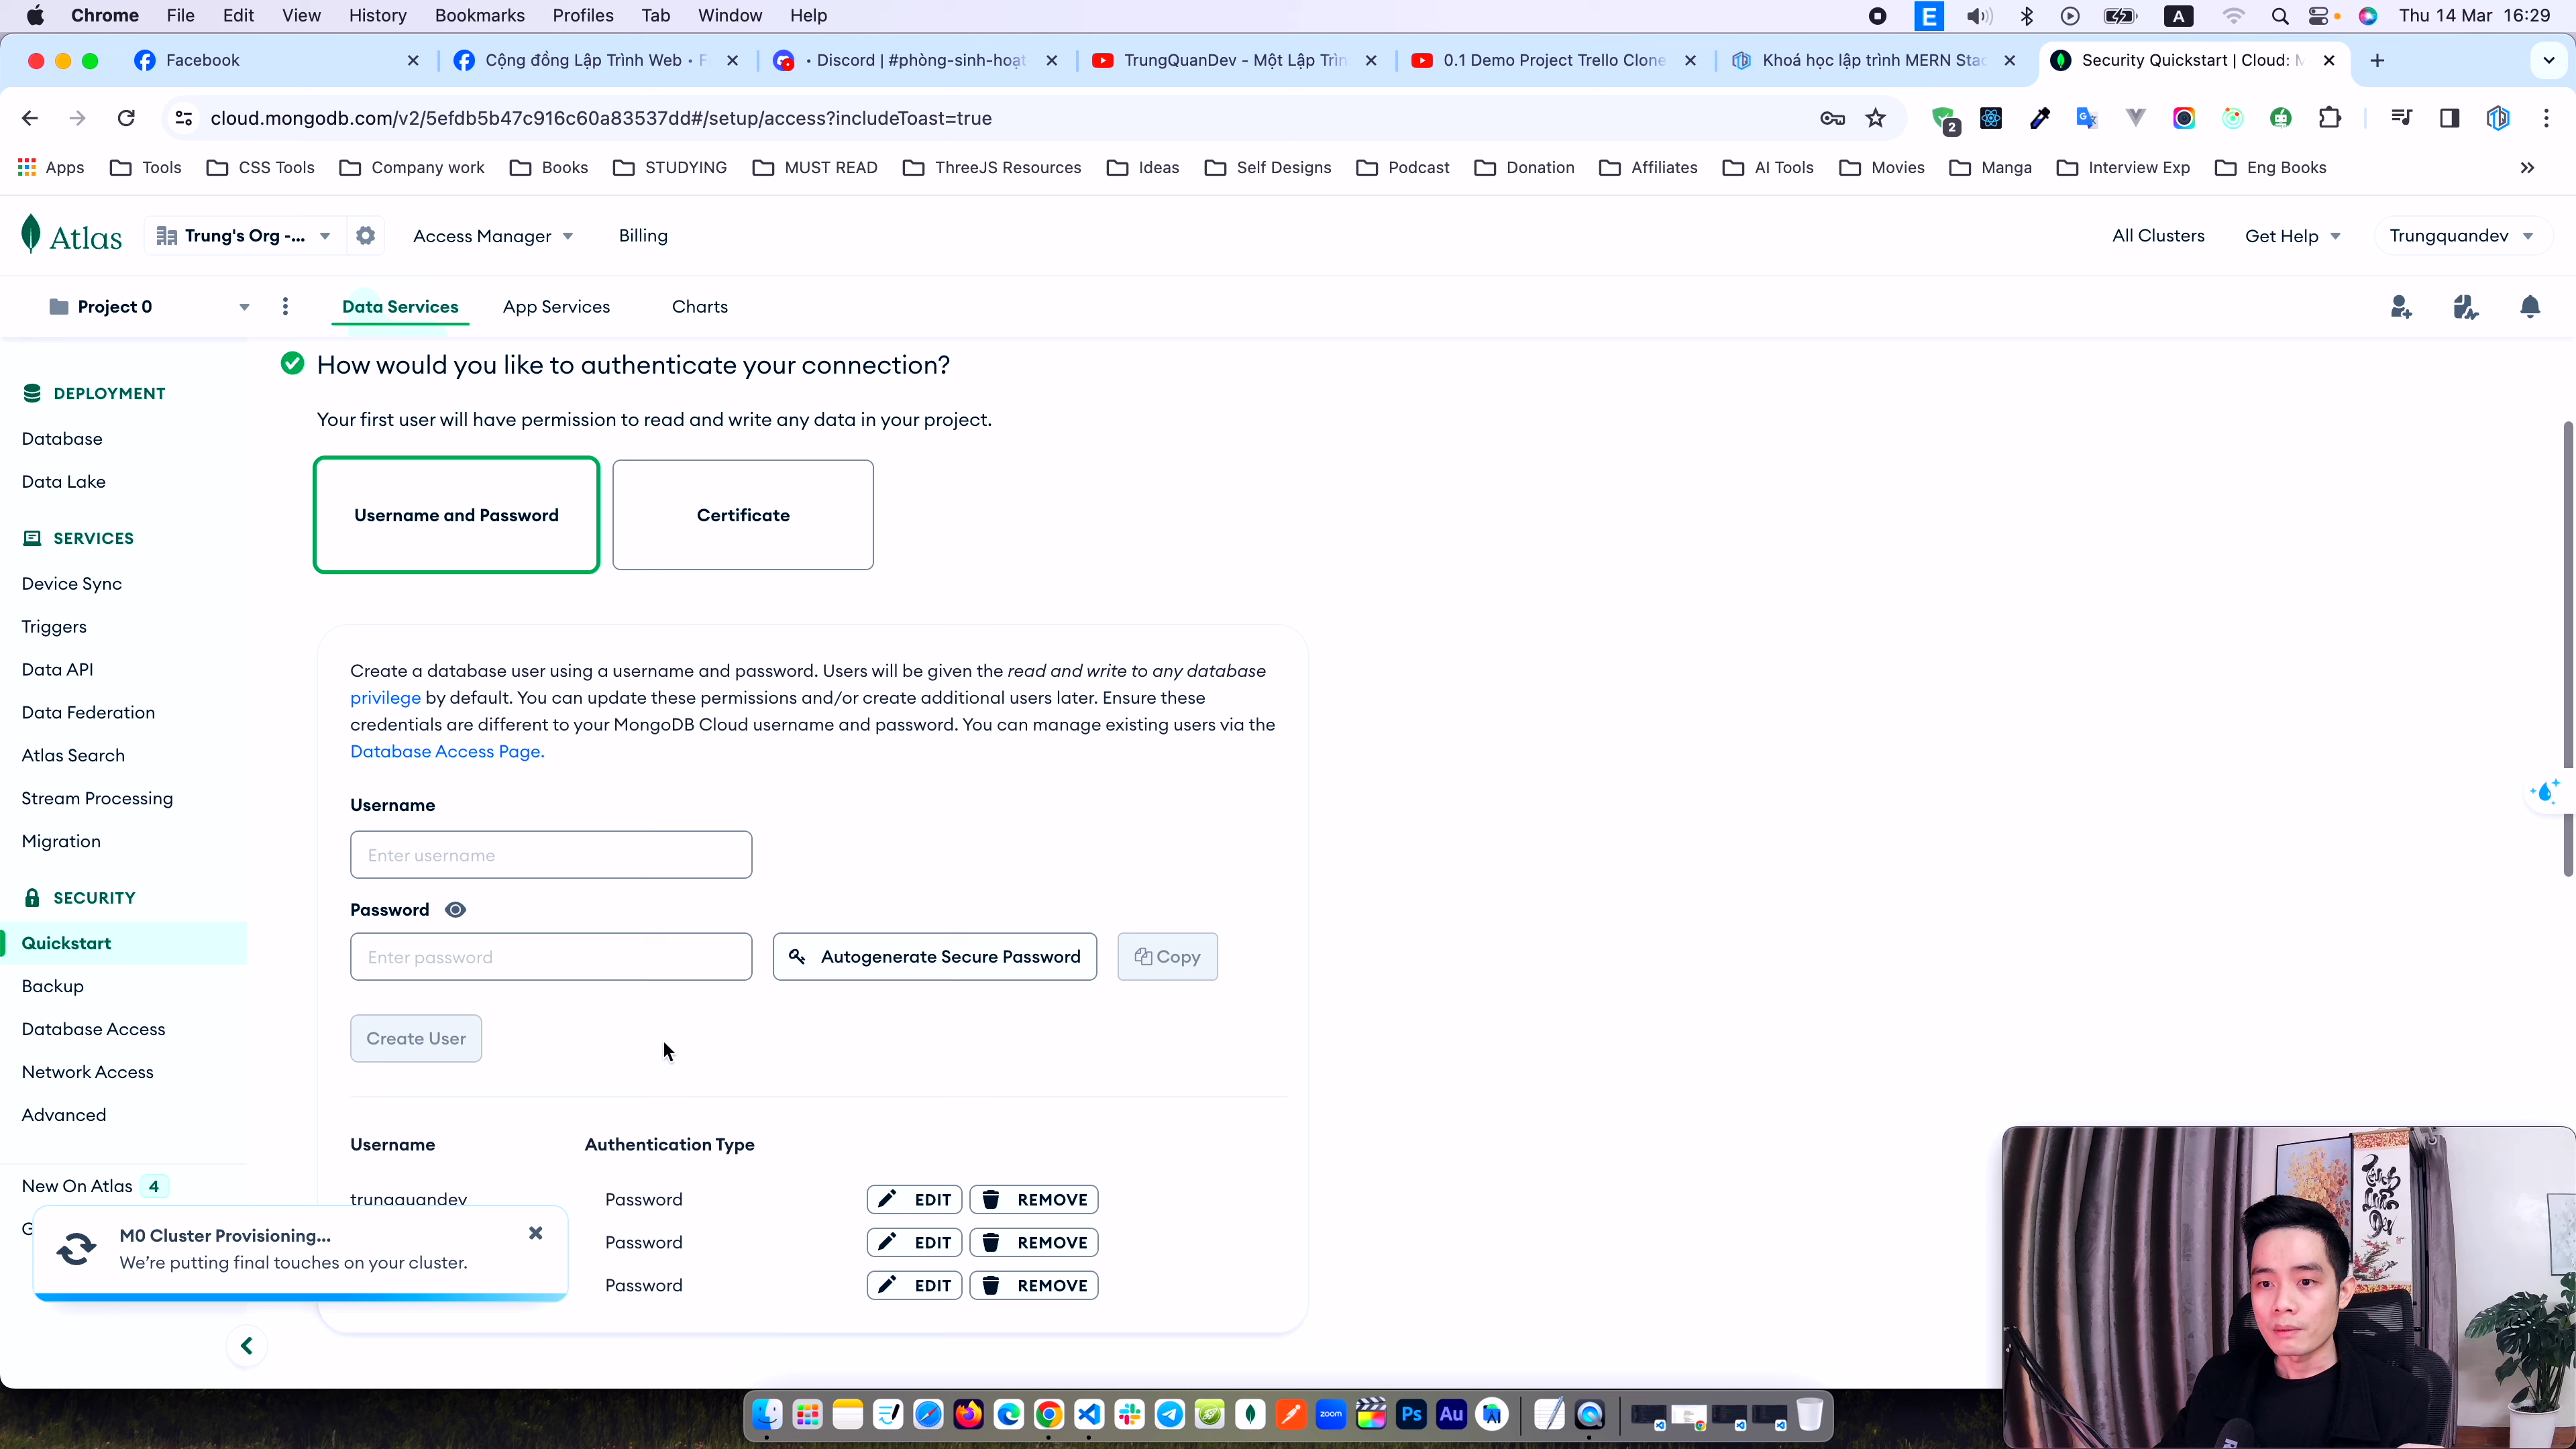 Chrome File Edit View History Bookmarks Profiles Tab Window Help
E A Thu 14 Mar 16:29
Facebook
Cộng đồng Lập Trình Web • F
• Discord | #phòng-sinh-hoạt
TrungQuanDev - Một Lập Trìn
0.1 Demo Project Trello Clone
Khoá học lập trình MERN Stac
Security Quickstart | Cloud: M
cloud.mongodb.com/v2/5efdb5b47c916c60a83537dd#/setup/access?includeToast=true
2
Apps Tools CSS Tools Company work Books STUDYING MUST READ ThreeJS Resources Ideas Self Designs Podcast Donation Affiliates AI Tools Movies Manga Interview Exp Eng Books
Atlas Trung's Org -... Access Manager Billing All Clusters Get Help Trungquandev
Project 0 Data Services App Services Charts
DEPLOYMENT
Database
Data Lake
SERVICES
Device Sync
Triggers
Data API
Data Federation
Atlas Search
Stream Processing
Migration
SECURITY
Quickstart
Backup
Database Access
Network Access
Advanced
New On Atlas 4
G
How would you like to authenticate your connection?
Your first user will have permission to read and write any data in your project.
Username and Password
Certificate
Create a database user using a username and password. Users will be given the read and write to any database
privilege by default. You can update these permissions and/or create additional users later. Ensure these
credentials are different to your MongoDB Cloud username and password. You can manage existing users via the
Database Access Page.
Username
Enter username
Password
Enter password
Autogenerate Secure Password
Copy
Create User
Username Authentication Type
trungquandev Password EDIT REMOVE
Password EDIT REMOVE
Password EDIT REMOVE
M0 Cluster Provisioning...
We're putting final touches on your cluster.
zoom Ps Au